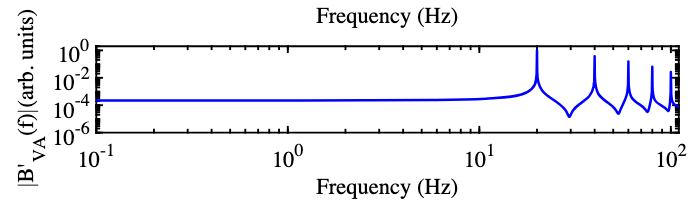 Frequency (Hz)
|B'VA(f)|(arb. units)
10^0
10^-2
10^-4
10^-6
10^-1 10^0 10^1 10^2
Frequency (Hz)